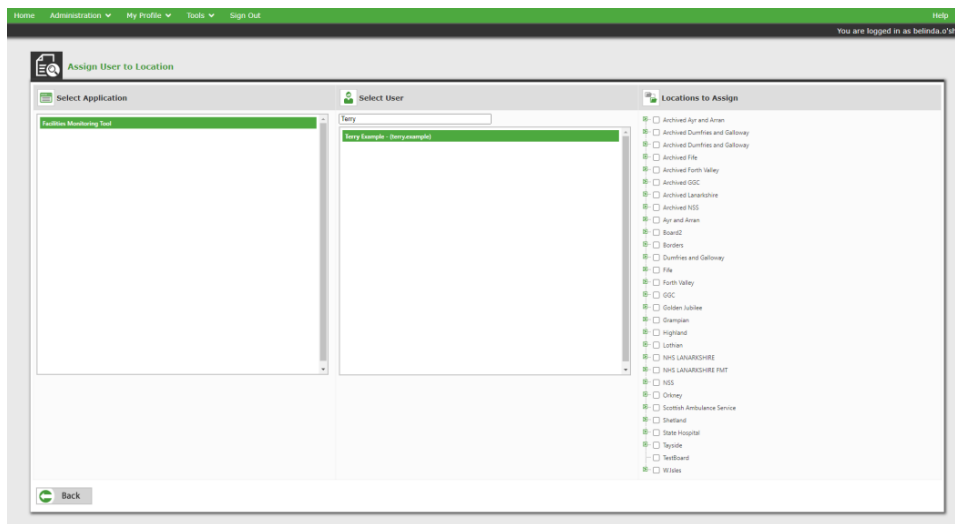 Home Administration My Profile Tools Sign Out Help
You are logged in as belinda.o'sh
Assign User to Location
Select Application
Facilities Monitoring Tool
Select User
Terry
Terry Example - (terry.example)
Locations to Assign
Archived Ayr and Arran
Archived Dumfries and Galloway
Archived Dumfries and Galloway
Archived Fife
Archived Forth Valley
Archived GGC
Archived Lanarkshire
Archived NSS
Ayr and Arran
Board2
Borders
Dumfries and Galloway
Fife
Forth Valley
GGC
Golden Jubilee
Grampian
Highland
Lothian
NHS LANARKSHIRE
NHS LANARKSHIRE FMT
NSS
Orkney
Scottish Ambulance Service
Shetland
State Hospital
Tayside
TestBoard
W.Isles
Back